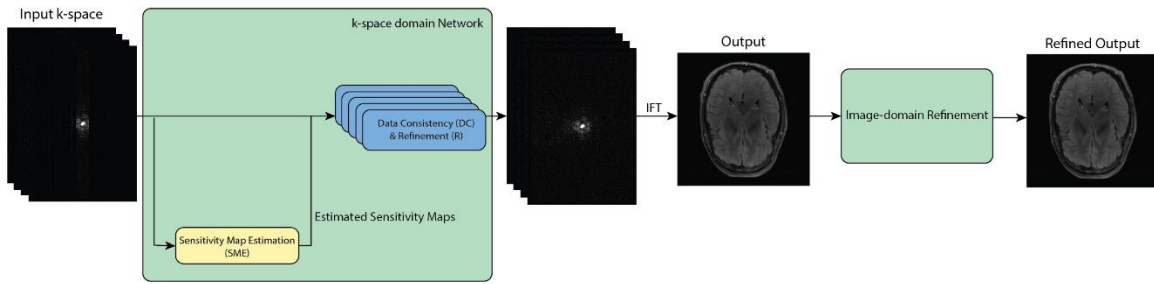 Input k-space
k-space domain Network
Data Consistency (DC)
& Refinement (R)
Estimated Sensitivity Maps
Sensitivity Map Estimation
(SME)
IFT
Output
Image-domain Refinement
Refined Output